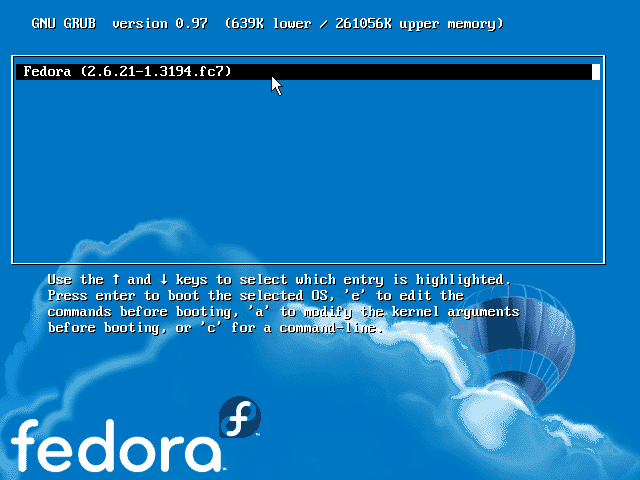 GNU GRUB  version 0.97  (639K lower / 261056K upper memory)
Fedora (2.6.21-1.3194.fc7)
Use the ↑ and ↓ keys to select which entry is highlighted.
Press enter to boot the selected OS, 'e' to edit the
commands before booting, 'a' to modify the kernel arguments
before booting, or 'c' for a command-line.
fedora